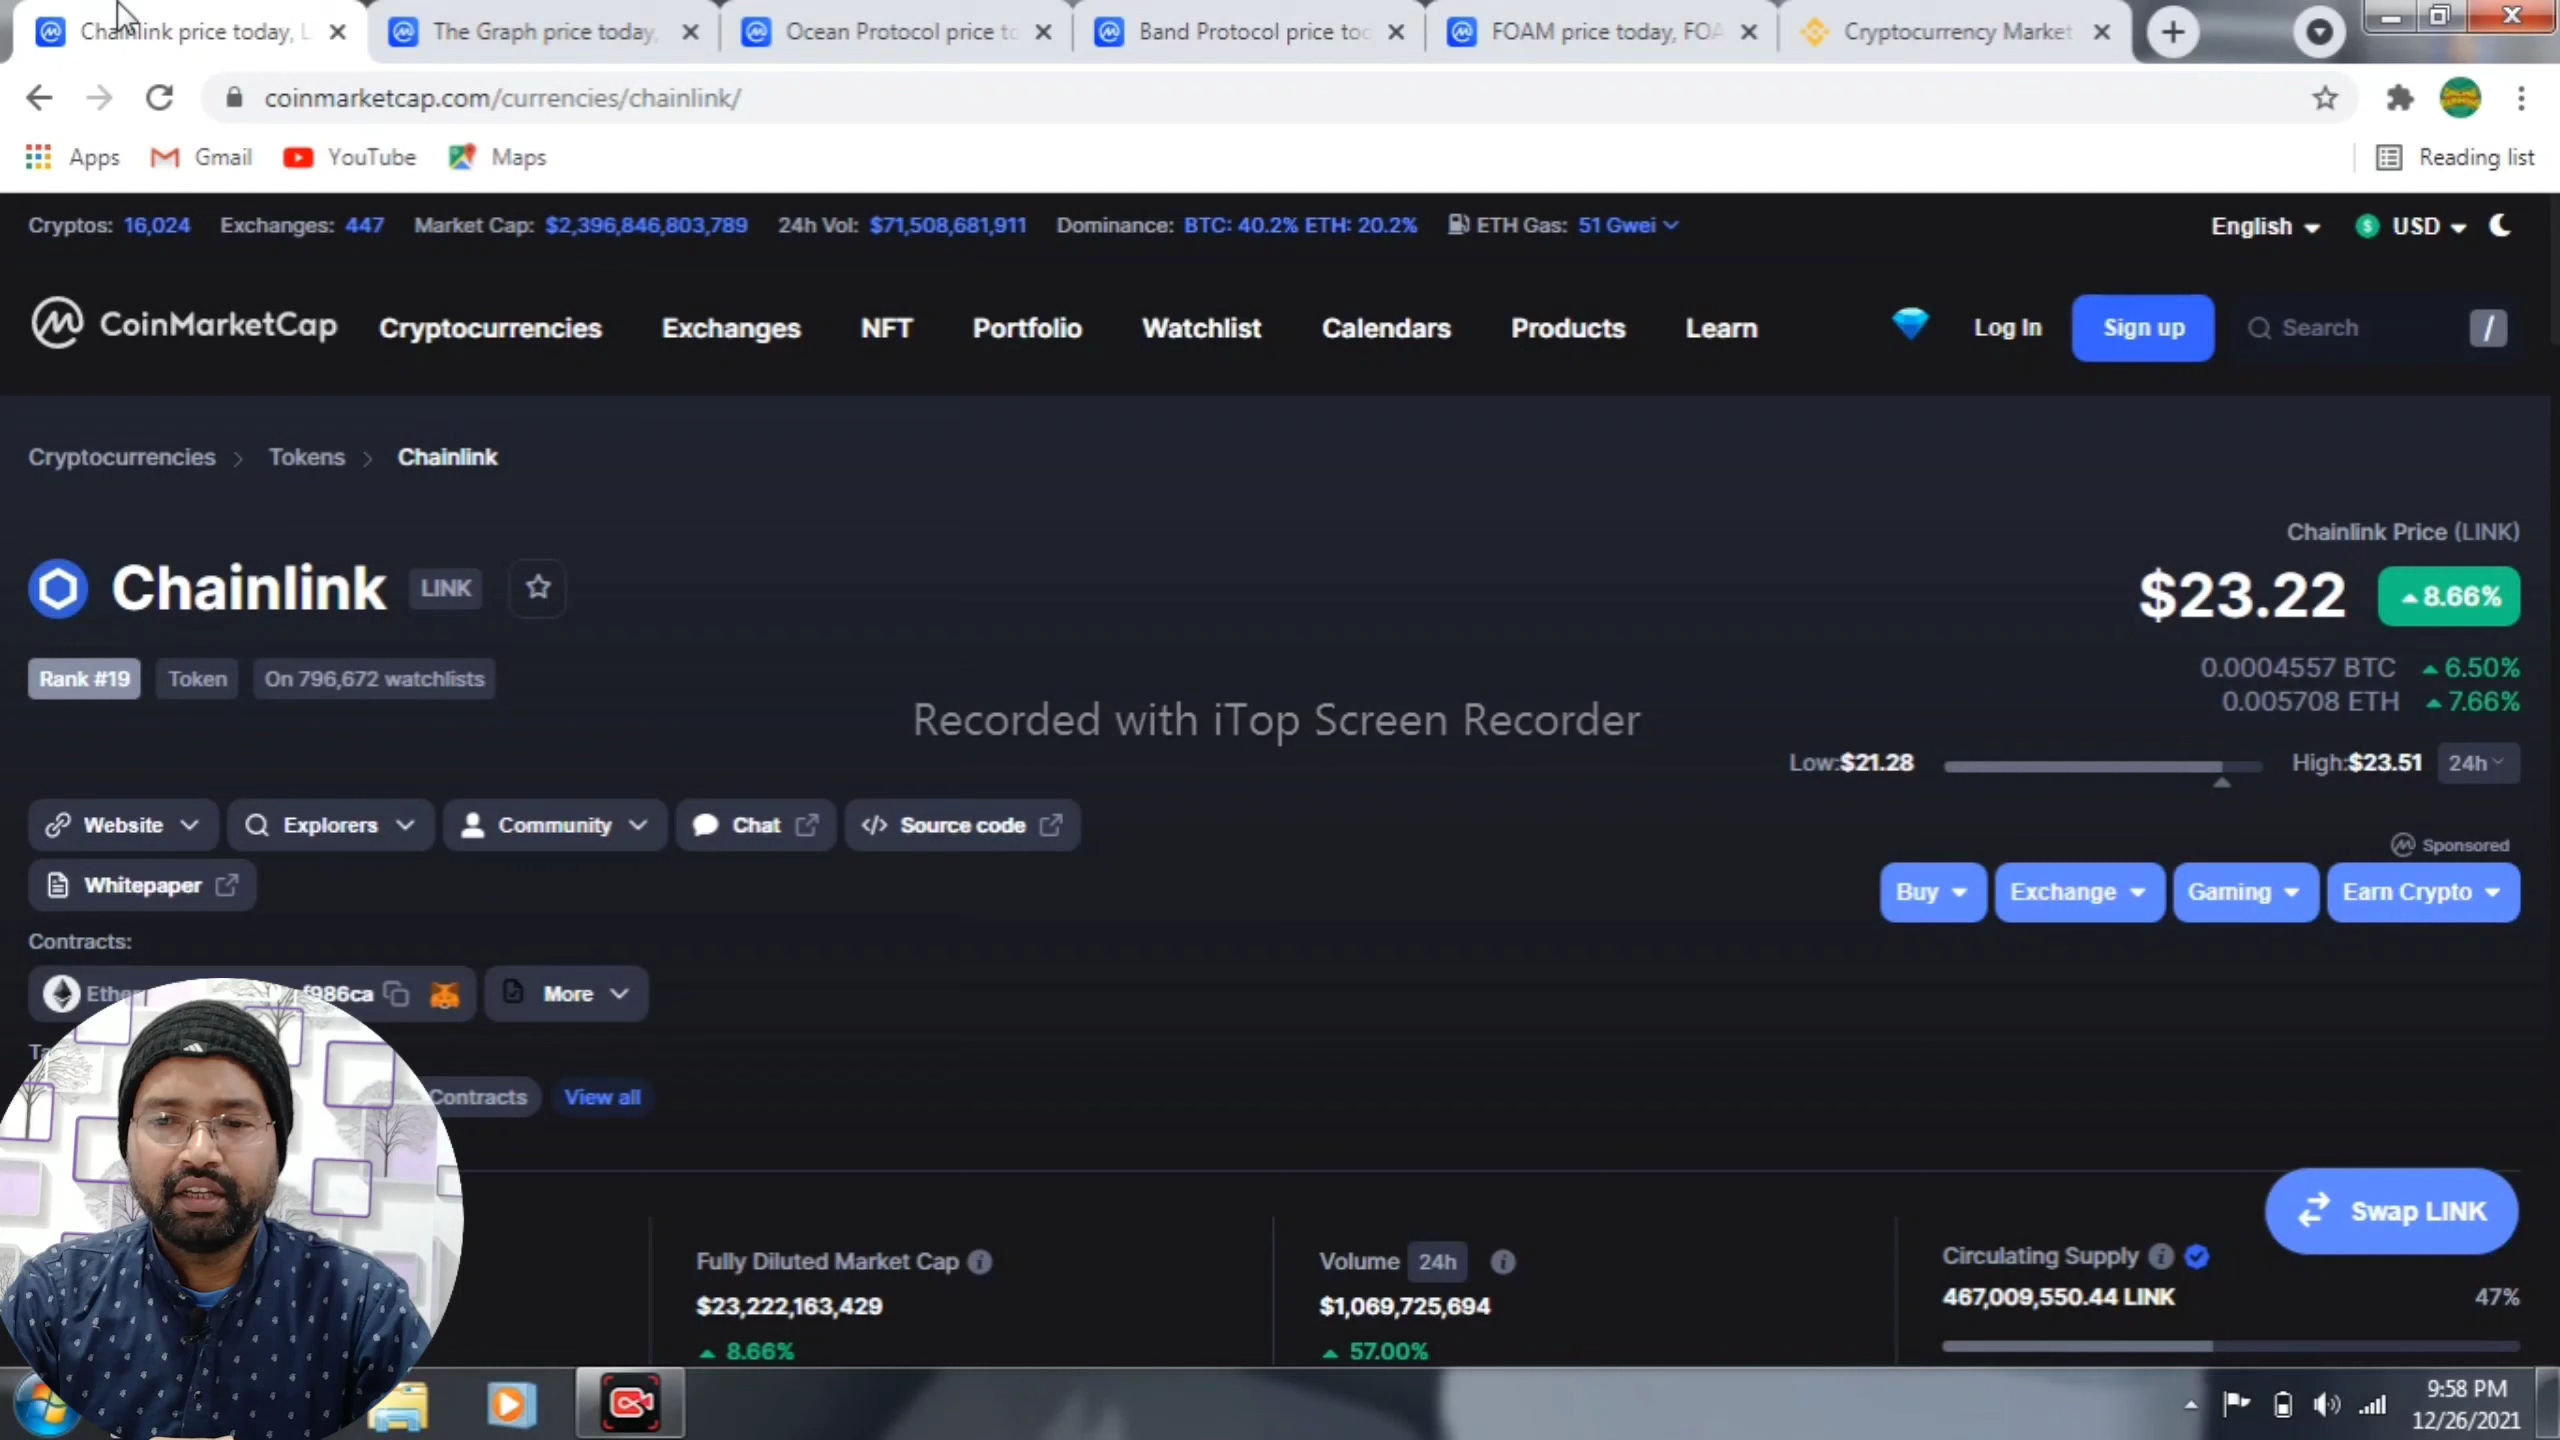 Chainlink price today, L
The Graph price today,
Ocean Protocol price to
Band Protocol price to
FOAM price today, FOA
Cryptocurrency Market
coinmarketcap.com/currencies/chainlink/
Apps Gmail YouTube Maps Reading list
Cryptos: 16,024 Exchanges: 447 Market Cap: $2,396,846,803,789 24h Vol: $71,508,681,911 Dominance: BTC: 40.2% ETH: 20.2% ETH Gas: 51 Gwei English USD
CoinMarketCap Cryptocurrencies Exchanges NFT Portfolio Watchlist Calendars Products Learn Log In Sign up Search /
Cryptocurrencies > Tokens > Chainlink
Chainlink Price (LINK)
Chainlink LINK $23.22 8.66%
Rank #19 Token On 796,672 watchlists 0.0004557 BTC 6.50%
0.005708 ETH 7.66%
Recorded with iTop Screen Recorder
Low:$21.28 High:$23.51 24h
Website Explorers Community Chat Source code
Sponsored
Whitepaper Buy Exchange Gaming Earn Crypto
Contracts:
f986ca More
Contracts View all
Swap LINK
Fully Diluted Market Cap Volume 24h Circulating Supply
$23,222,163,429 $1,069,725,694 467,009,550.44 LINK 47%
8.66% 57.00%
9:58 PM
12/26/2021